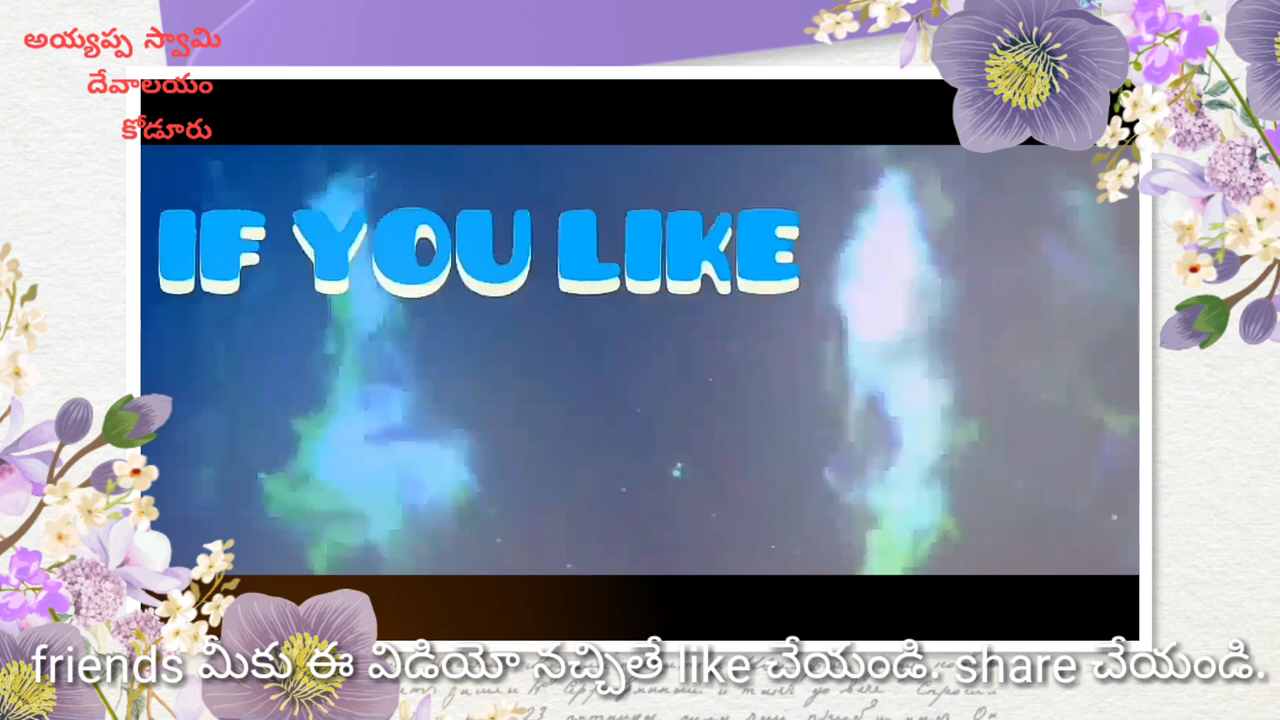 అయ్యప్ప స్వామి
దేవాలయం
కోడూరు
IF YOU LIKE
friends మీకు ఈ విడియో నచ్చితే like చేయండి. share చేయండి.